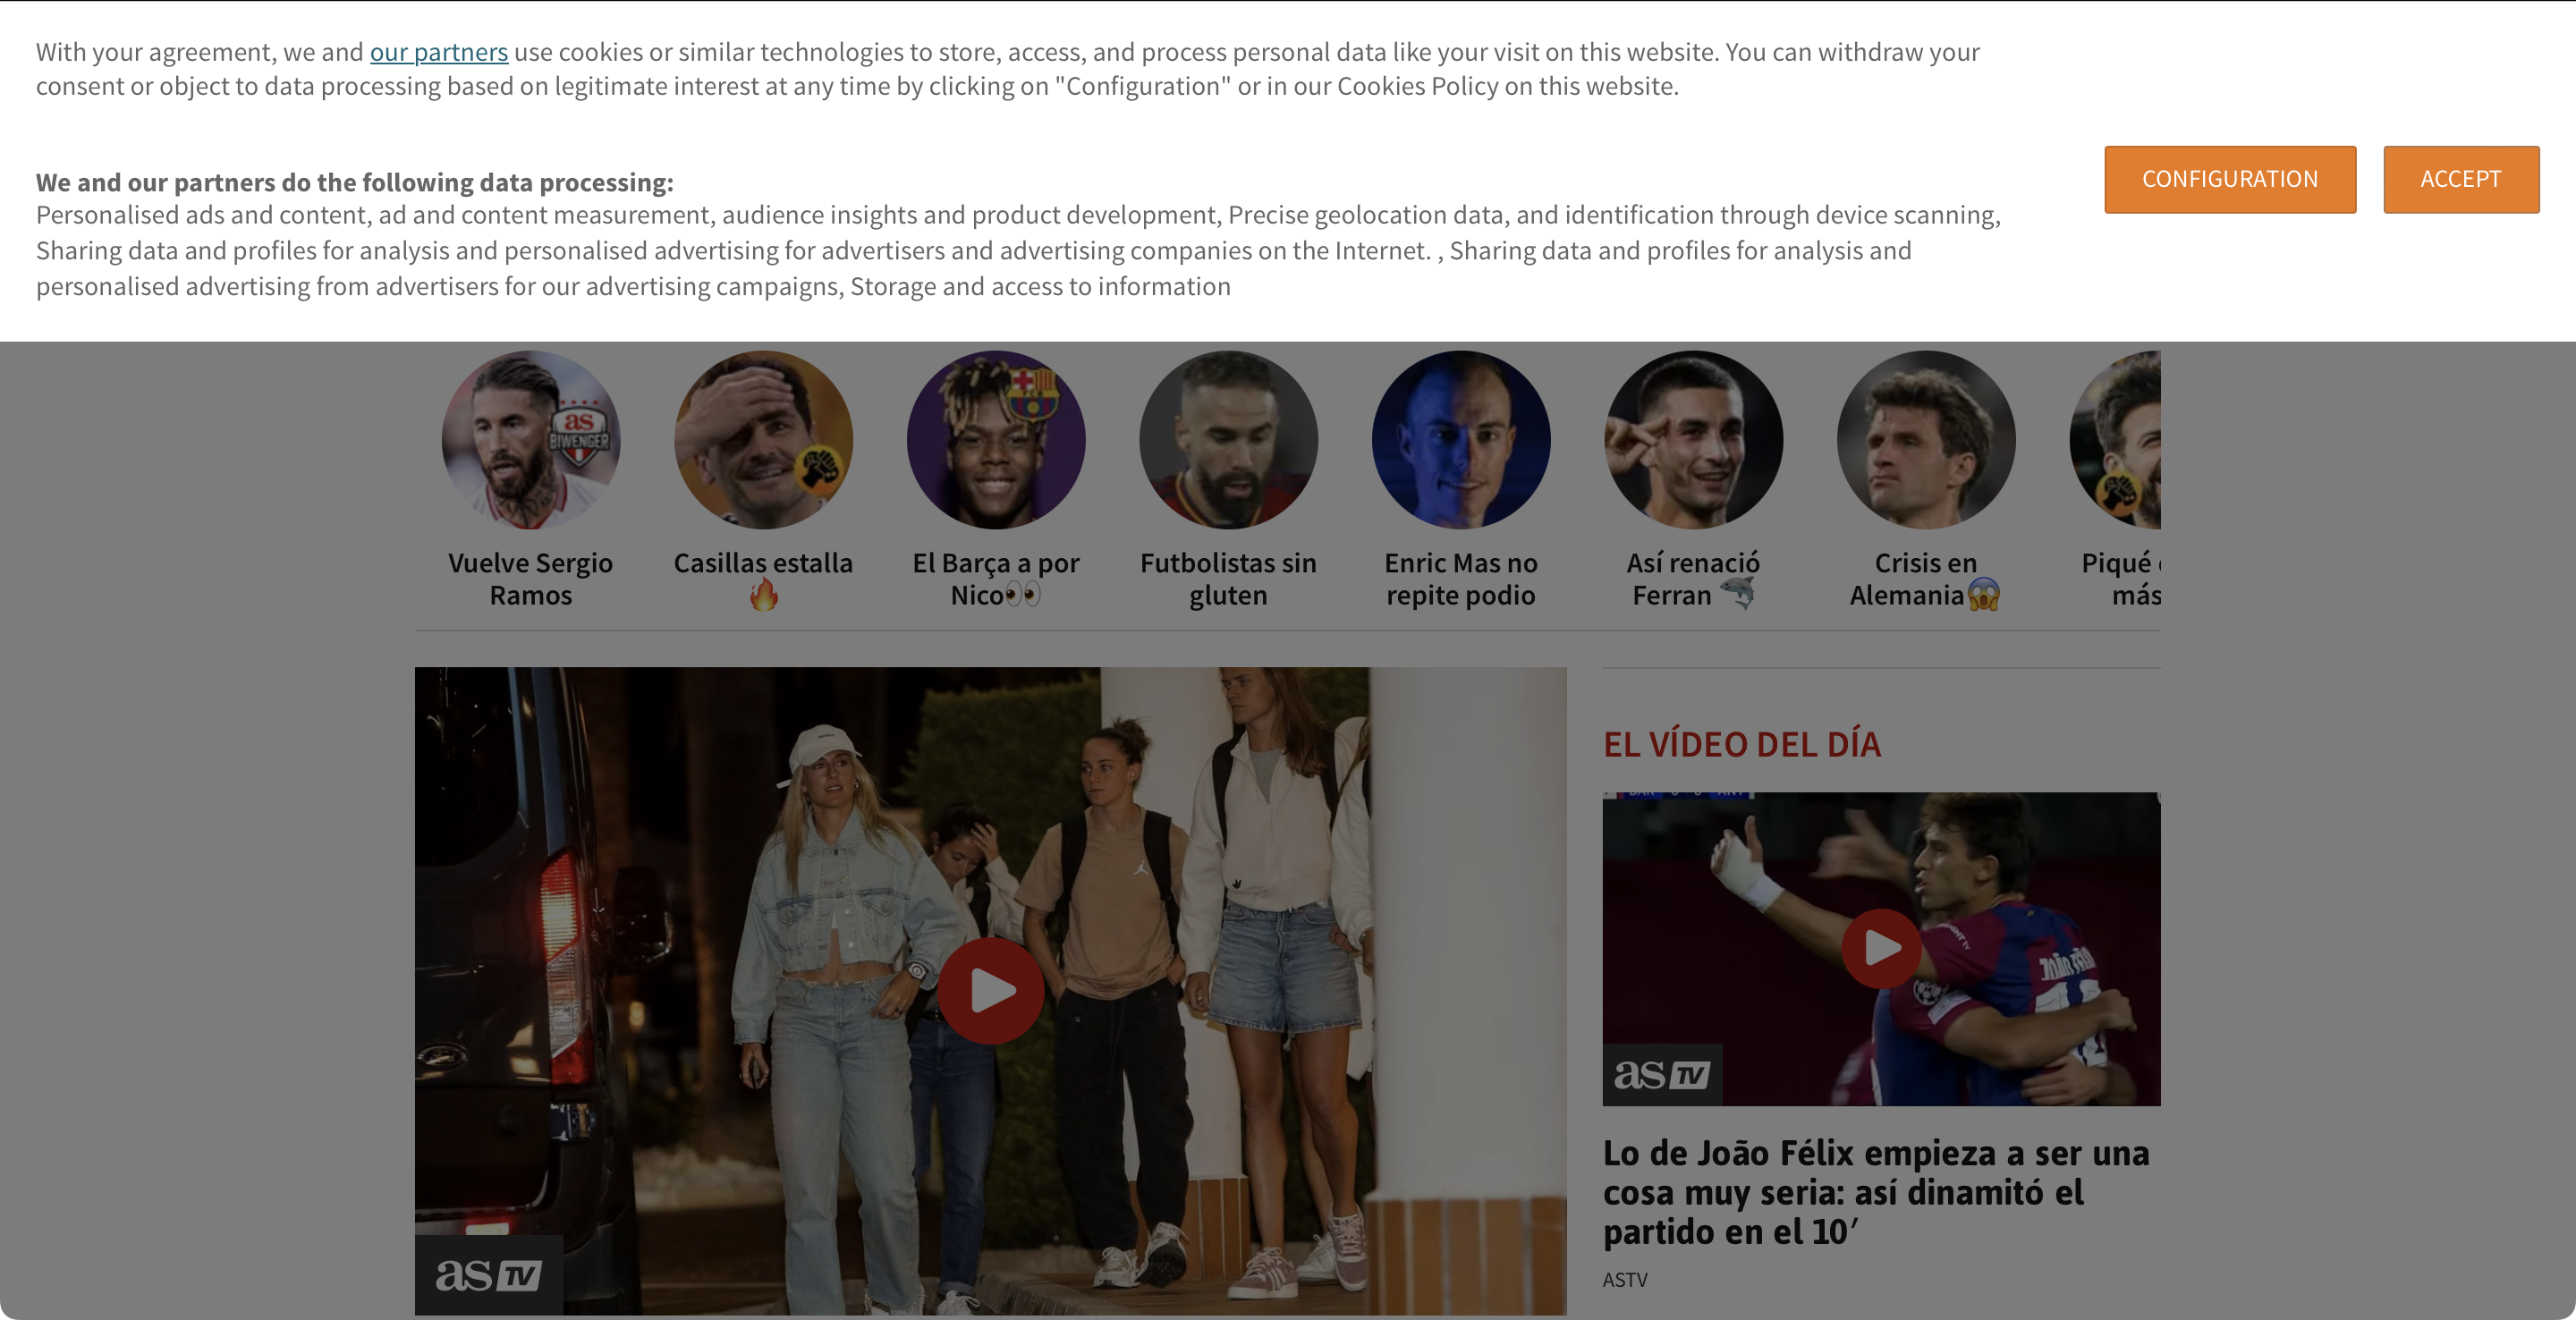 With your agreement, we and our partners use cookies or similar technologies to store, access, and process personal data like your visit on this website. You can withdraw your
consent or object to data processing based on legitimate interest at any time by clicking on "Configuration" or in our Cookies Policy on this website.
We and our partners do the following data processing:
Personalised ads and content, ad and content measurement, audience insights and product development, Precise geolocation data, and identification through device scanning,
Sharing data and profiles for analysis and personalised advertising for advertisers and advertising companies on the Internet. , Sharing data and profiles for analysis and
personalised advertising from advertisers for our advertising campaigns, Storage and access to information
CONFIGURATION
ACCEPT
as
BIWENGER
Vuelve Sergio
Ramos
Casillas estalla
🔥
El Barça a por
Nico👀
Futbolistas sin
gluten
Enric Mas no
repite podio
Así renació
Ferran 🦈
Crisis en
Alemania😱
Piqué
más
as TV
EL VÍDEO DEL DÍA
JOÃO FÉLIX
as TV
Lo de João Félix empieza a ser una
cosa muy seria: así dinamitó el
partido en el 10′
ASTV